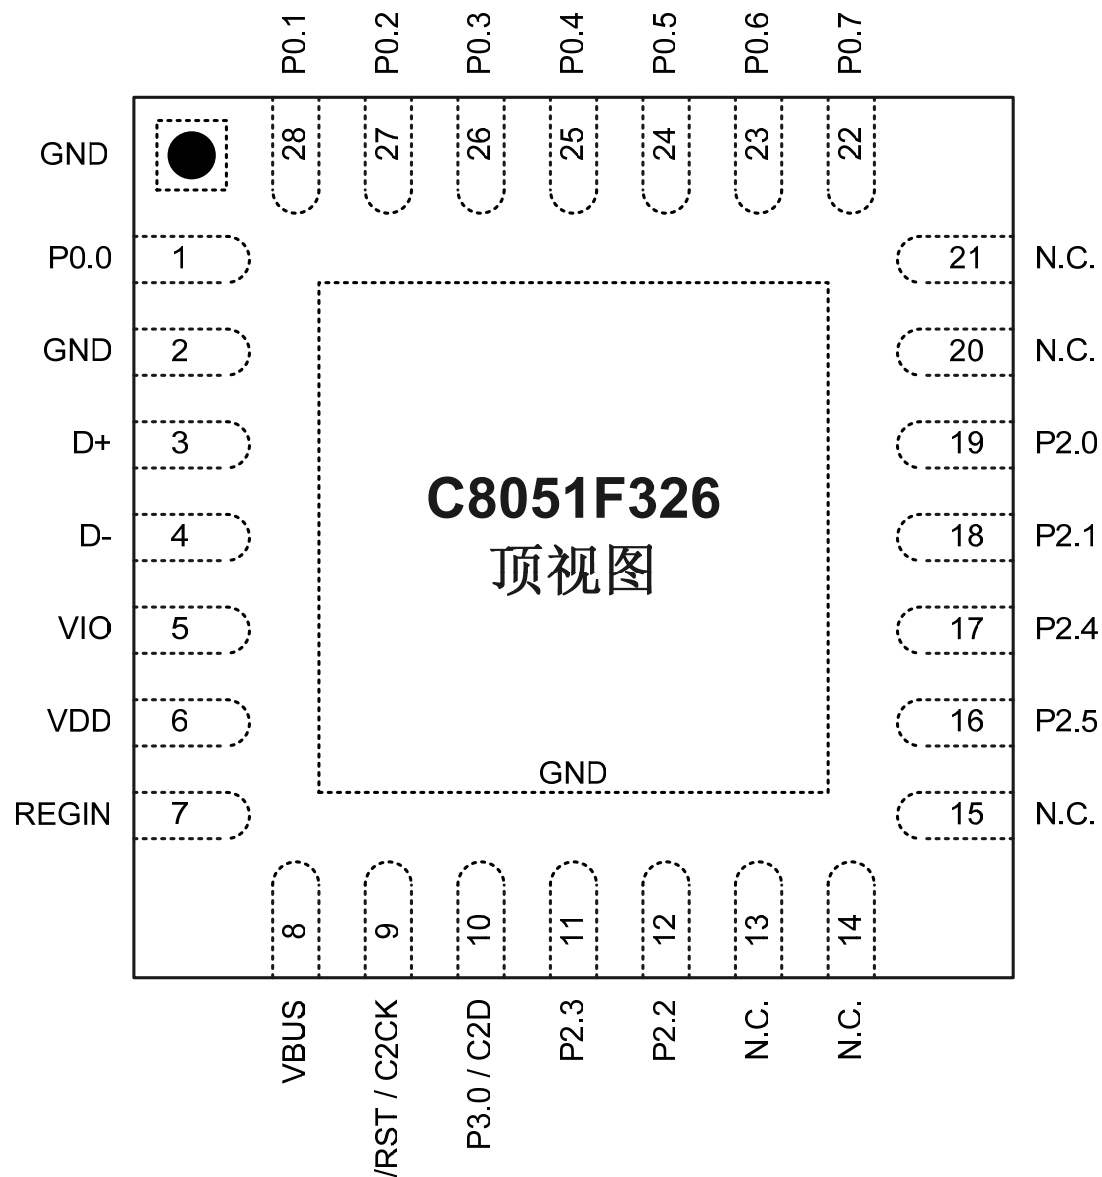 P0.1
P0.2
P0.3
P0.4
P0.5
P0.6
P0.7
28
27
26
25
24
23
22
GND
P0.0
1
GND
2
D+
3
D-
4
VIO
5
VDD
6
REGIN
7
C8051F326
顶视图
GND
21
N.C.
20
N.C.
19
P2.0
18
P2.1
17
P2.4
16
P2.5
15
N.C.
8
9
10
11
12
13
14
VBUS
/RST / C2CK
P3.0 / C2D
P2.3
P2.2
N.C.
N.C.